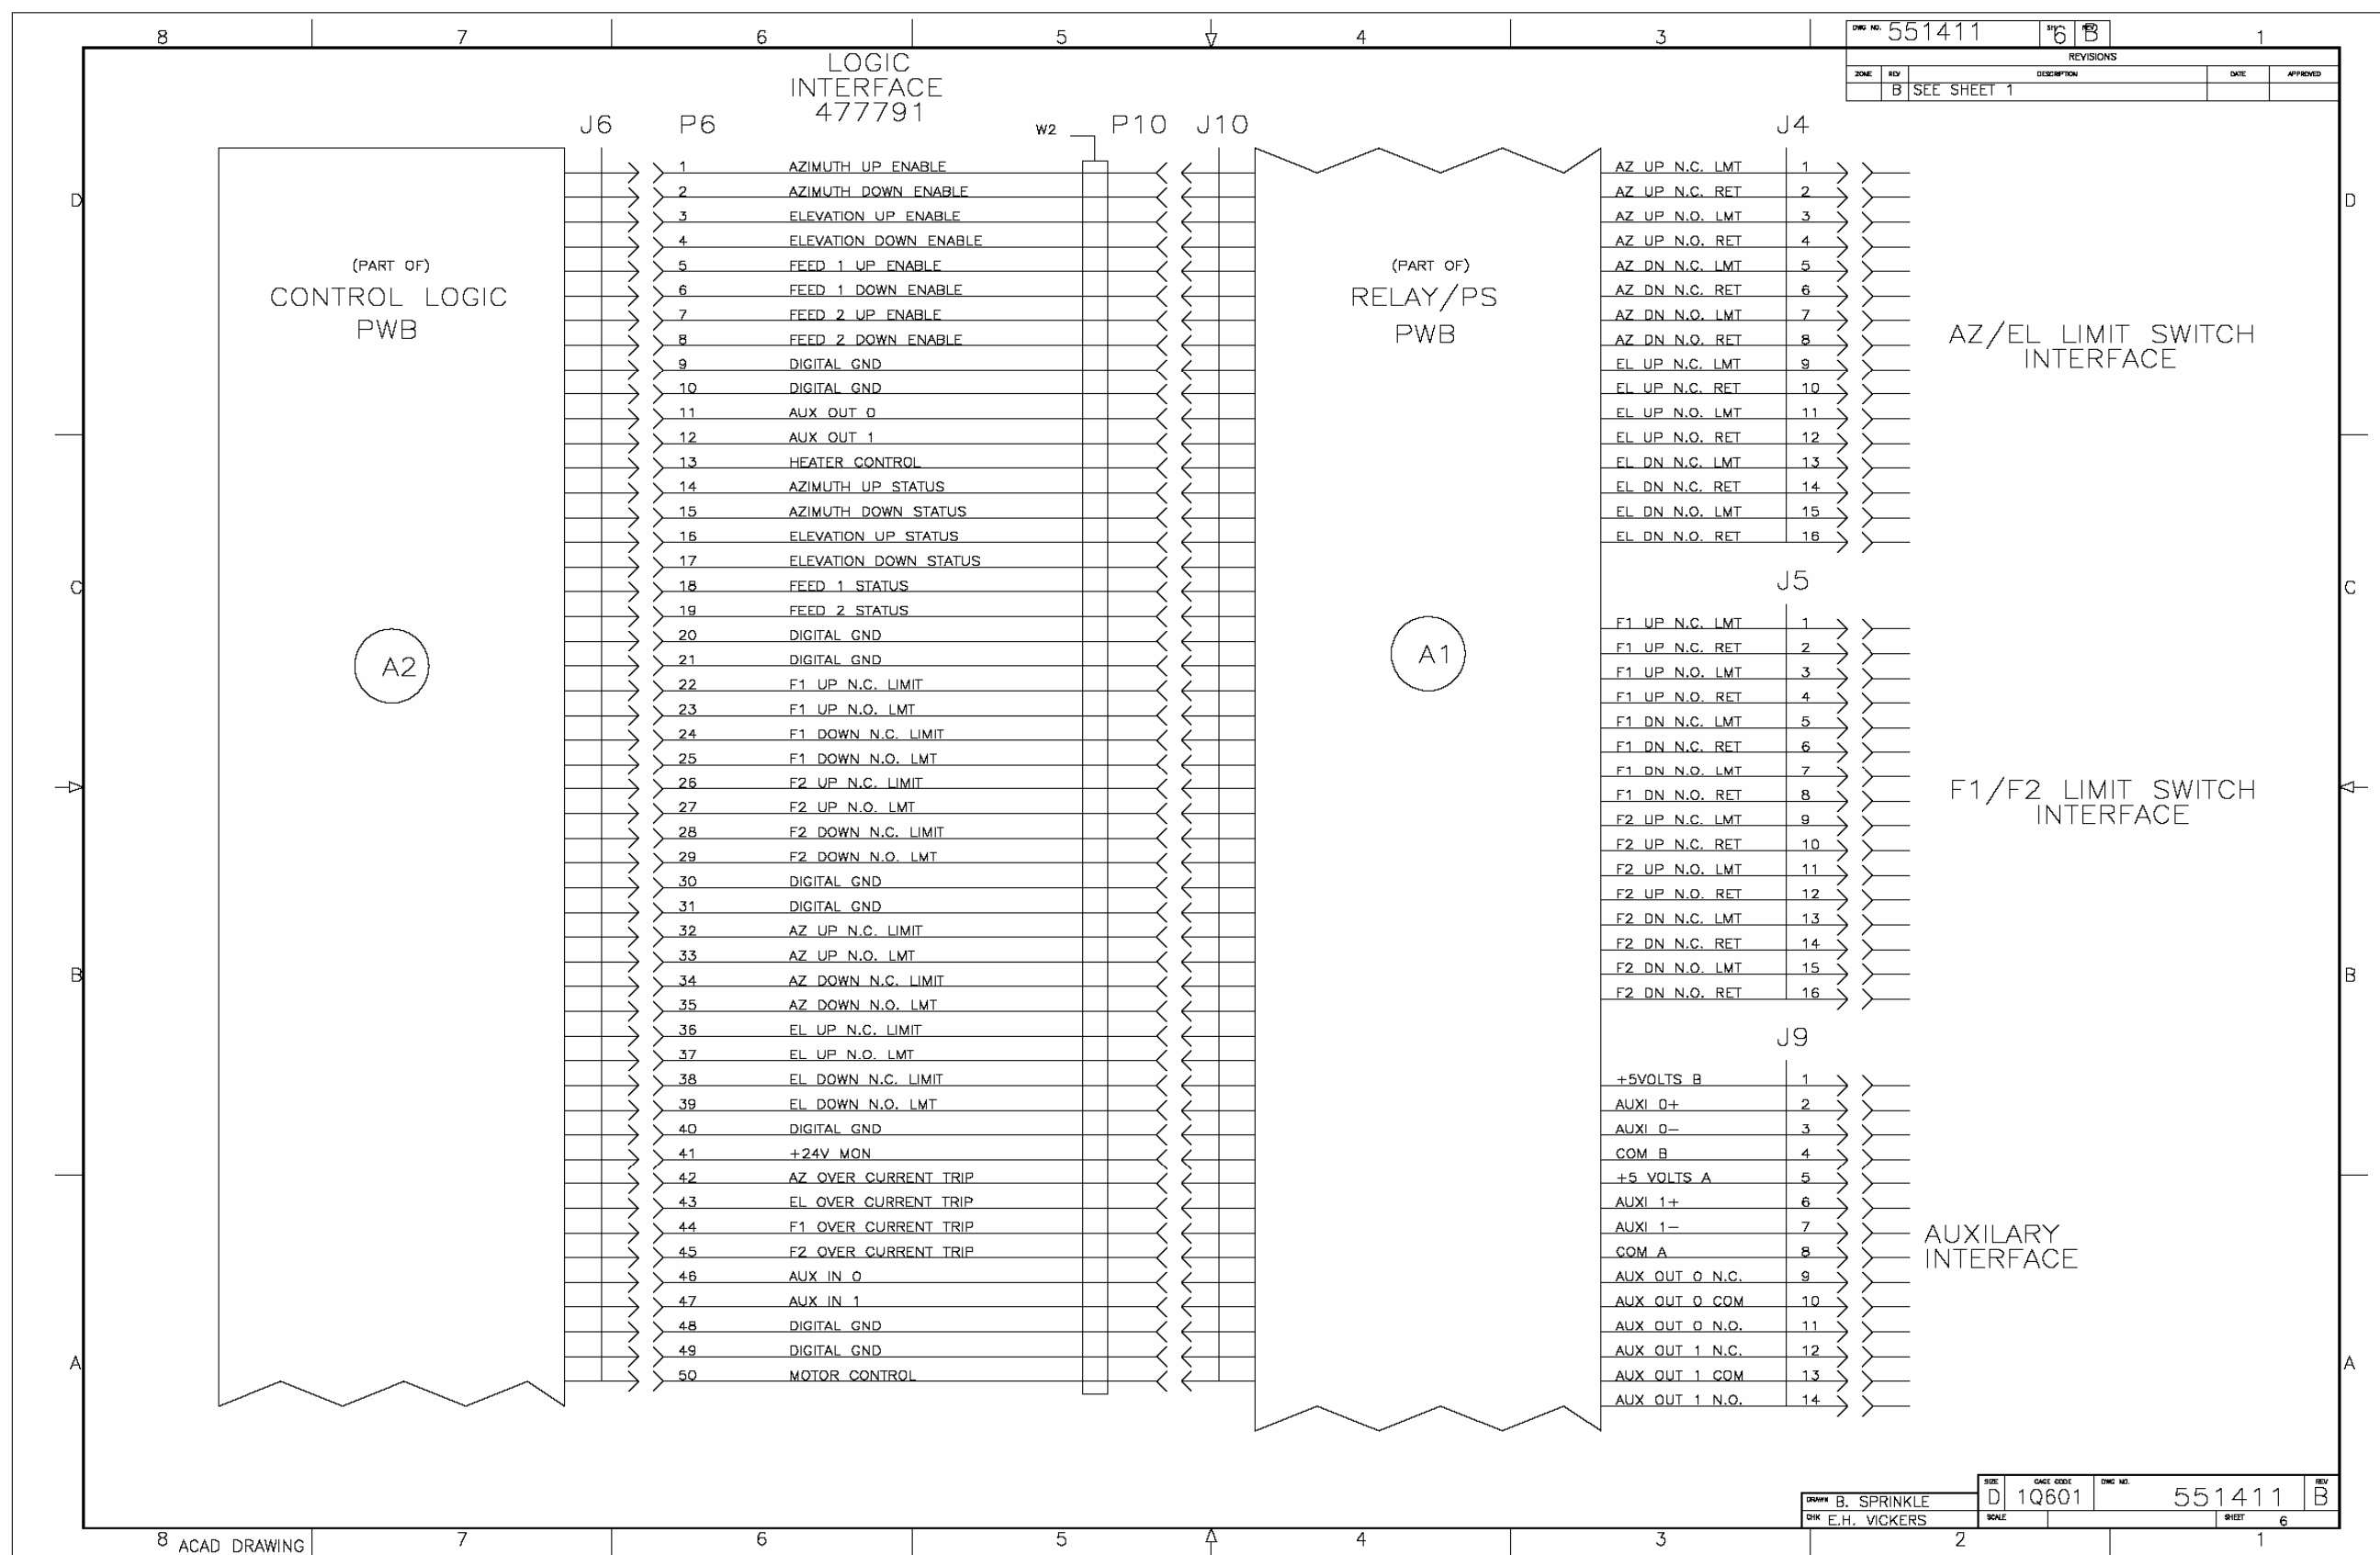 8 7 6 5 4 3 1
DWG NO. 551411 SH 6 REV B
REVISIONS
ZONE REV DESCRIPTION DATE APPROVED
B SEE SHEET 1
LOGIC
INTERFACE
477791
J6 P6 W2 P10 J10 J4
D D
C C
B B
A A
(PART OF)
CONTROL LOGIC
PWB
A2
1 AZIMUTH UP ENABLE
2 AZIMUTH DOWN ENABLE
3 ELEVATION UP ENABLE
4 ELEVATION DOWN ENABLE
5 FEED 1 UP ENABLE
6 FEED 1 DOWN ENABLE
7 FEED 2 UP ENABLE
8 FEED 2 DOWN ENABLE
9 DIGITAL GND
10 DIGITAL GND
11 AUX OUT 0
12 AUX OUT 1
13 HEATER CONTROL
14 AZIMUTH UP STATUS
15 AZIMUTH DOWN STATUS
16 ELEVATION UP STATUS
17 ELEVATION DOWN STATUS
18 FEED 1 STATUS
19 FEED 2 STATUS
20 DIGITAL GND
21 DIGITAL GND
22 F1 UP N.C. LIMIT
23 F1 UP N.O. LMT
24 F1 DOWN N.C. LIMIT
25 F1 DOWN N.O. LMT
26 F2 UP N.C. LIMIT
27 F2 UP N.O. LMT
28 F2 DOWN N.C. LIMIT
29 F2 DOWN N.O. LMT
30 DIGITAL GND
31 DIGITAL GND
32 AZ UP N.C. LIMIT
33 AZ UP N.O. LMT
34 AZ DOWN N.C. LIMIT
35 AZ DOWN N.O. LMT
36 EL UP N.C. LIMIT
37 EL UP N.O. LMT
38 EL DOWN N.C. LIMIT
39 EL DOWN N.O. LMT
40 DIGITAL GND
41 +24V MON
42 AZ OVER CURRENT TRIP
43 EL OVER CURRENT TRIP
44 F1 OVER CURRENT TRIP
45 F2 OVER CURRENT TRIP
46 AUX IN 0
47 AUX IN 1
48 DIGITAL GND
49 DIGITAL GND
50 MOTOR CONTROL
(PART OF)
RELAY/PS
PWB
A1
AZ UP N.C. LMT 1
AZ UP N.C. RET 2
AZ UP N.O. LMT 3
AZ UP N.O. RET 4
AZ DN N.C. LMT 5
AZ DN N.C. RET 6
AZ DN N.O. LMT 7
AZ DN N.O. RET 8
EL UP N.C. LMT 9
EL UP N.C. RET 10
EL UP N.O. LMT 11
EL UP N.O. RET 12
EL DN N.C. LMT 13
EL DN N.C. RET 14
EL DN N.O. LMT 15
EL DN N.O. RET 16
AZ/EL LIMIT SWITCH
INTERFACE
J5
F1 UP N.C. LMT 1
F1 UP N.C. RET 2
F1 UP N.O. LMT 3
F1 UP N.O. RET 4
F1 DN N.C. LMT 5
F1 DN N.C. RET 6
F1 DN N.O. LMT 7
F1 DN N.O. RET 8
F2 UP N.C. LMT 9
F2 UP N.C. RET 10
F2 UP N.O. LMT 11
F2 UP N.O. RET 12
F2 DN N.C. LMT 13
F2 DN N.C. RET 14
F2 DN N.O. LMT 15
F2 DN N.O. RET 16
F1/F2 LIMIT SWITCH
INTERFACE
J9
+5VOLTS B 1
AUXI 0+ 2
AUXI 0- 3
COM B 4
+5 VOLTS A 5
AUXI 1+ 6
AUXI 1- 7
COM A 8
AUX OUT 0 N.C. 9
AUX OUT 0 COM 10
AUX OUT 0 N.O. 11
AUX OUT 1 N.C. 12
AUX OUT 1 COM 13
AUX OUT 1 N.O. 14
AUXILARY
INTERFACE
DRAWN B. SPRINKLE
CHK E.H. VICKERS
SIZE D CAGE CODE 1Q601 DWG NO. 551411 REV B
SCALE SHEET 6
8 7 6 5 4 3 2 1
ACAD DRAWING